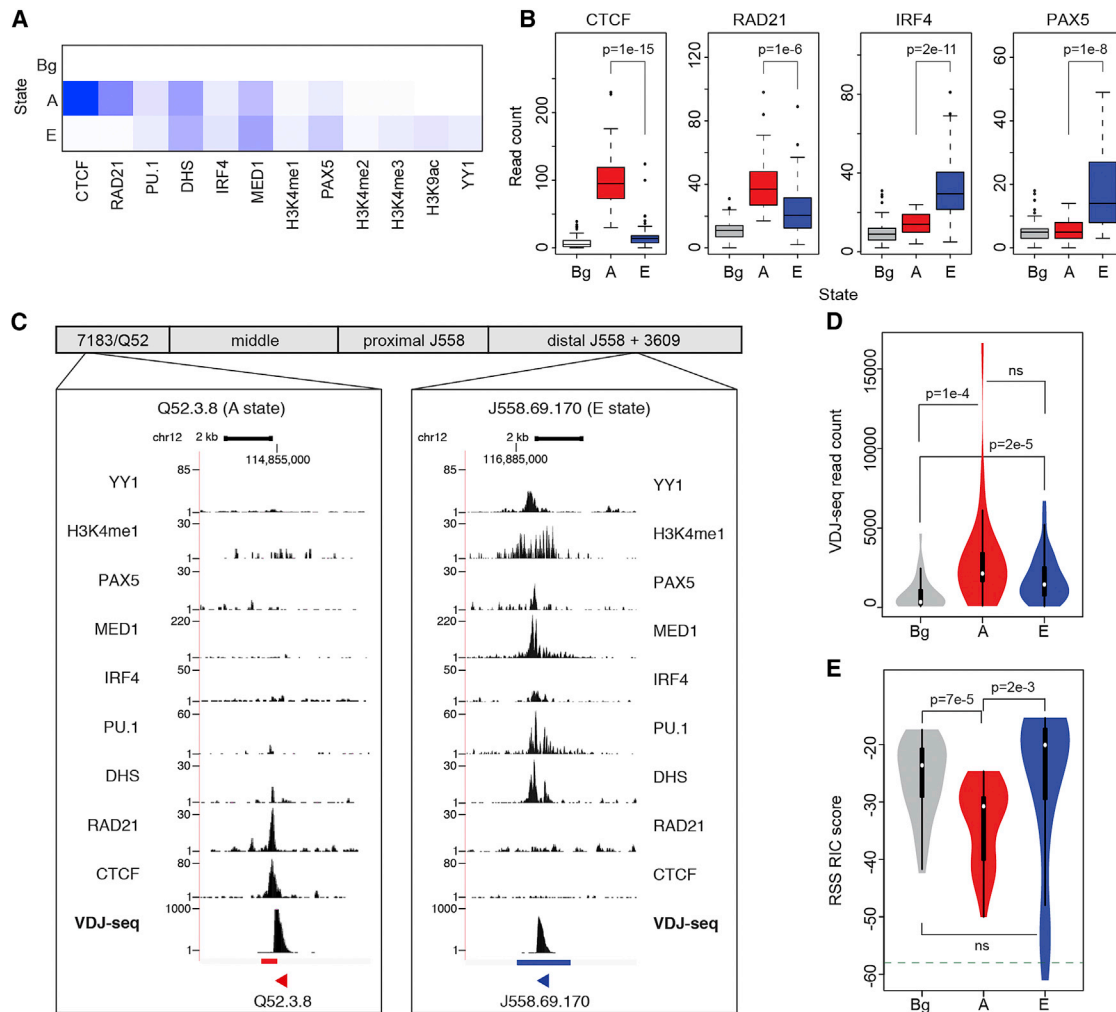 A
State
Bg
A
E
CTCF
RAD21
PU.1
DHS
IRF4
MED1
H3K4me1
PAX5
H3K4me2
H3K4me3
H3K9ac
YY1
B
CTCF
RAD21
IRF4
PAX5
p=1e-15
p=1e-6
p=2e-11
p=1e-8
Read count
0
100
200
0
40
80
120
0
40
80
0
20
40
60
Bg A E
Bg A E
Bg A E
Bg A E
State
C
7183/Q52
middle
proximal J558
distal J558 + 3609
Q52.3.8 (A state)
chr12
2 kb
114,855,000
YY1
85
1
H3K4me1
30
1
PAX5
30
1
MED1
220
1
IRF4
50
1
PU.1
60
1
DHS
30
1
RAD21
30
1
CTCF
80
1
VDJ-seq
1000
1
Q52.3.8
J558.69.170 (E state)
chr12
2 kb
116,885,000
85
1
YY1
30
1
H3K4me1
30
1
PAX5
220
1
MED1
50
1
IRF4
60
1
PU.1
30
1
DHS
30
1
RAD21
80
1
CTCF
1000
1
VDJ-seq
J558.69.170
D
VDJ-seq read count
0
5000
10000
15000
p=1e-4
ns
p=2e-5
Bg A E
E
RSS RIC score
-20
-30
-40
-50
-60
p=7e-5
p=2e-3
ns
Bg A E